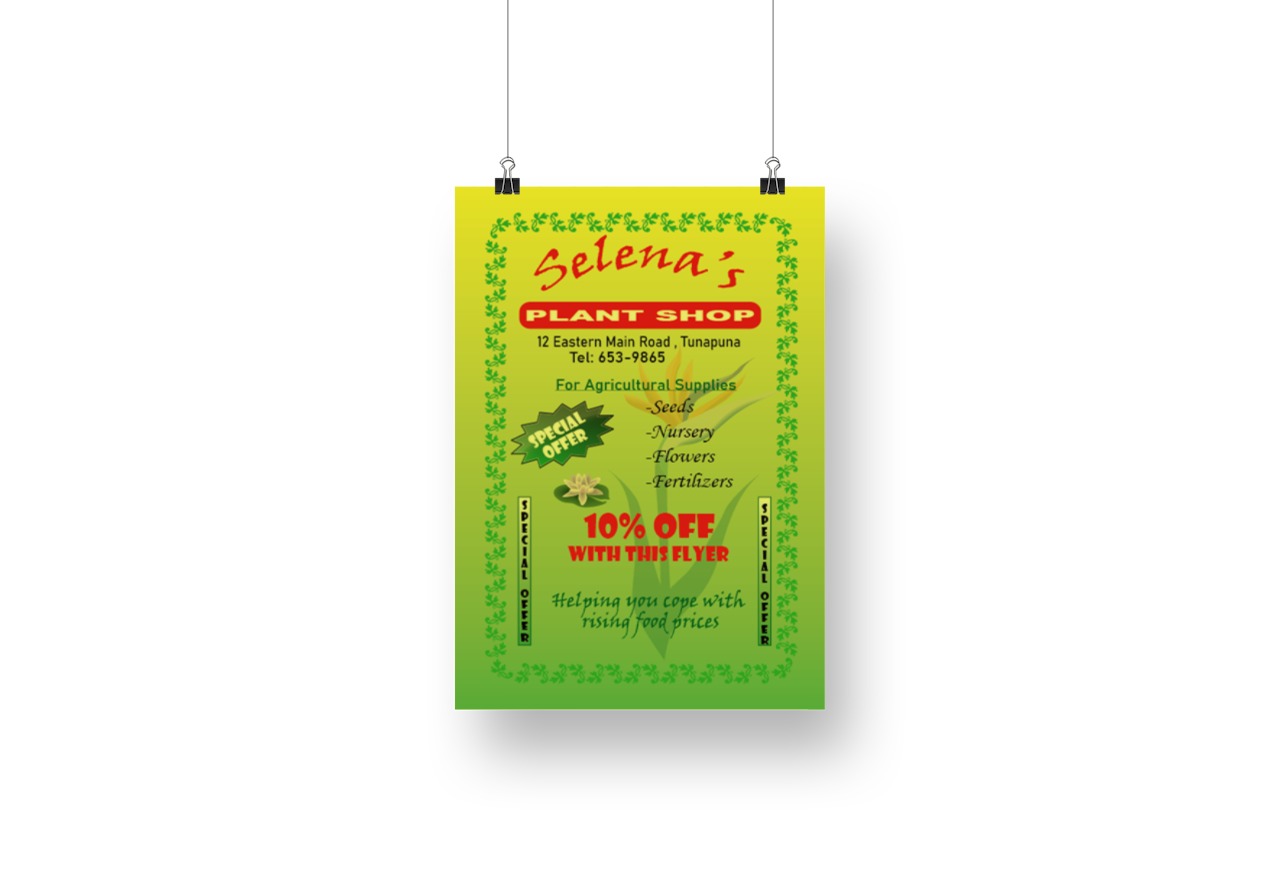 Selena's
PLANT SHOP
12 Eastern Main Road , Tunapuna
Tel: 653-9865
For Agricultural Supplies
-Seeds
-Nursery
-Flowers
-Fertilizers
SPECIAL
OFFER
10% OFF
WITH THIS FLYER
SPECIAL OFFER
SPECIAL OFFER
Helping you cope with
rising food prices